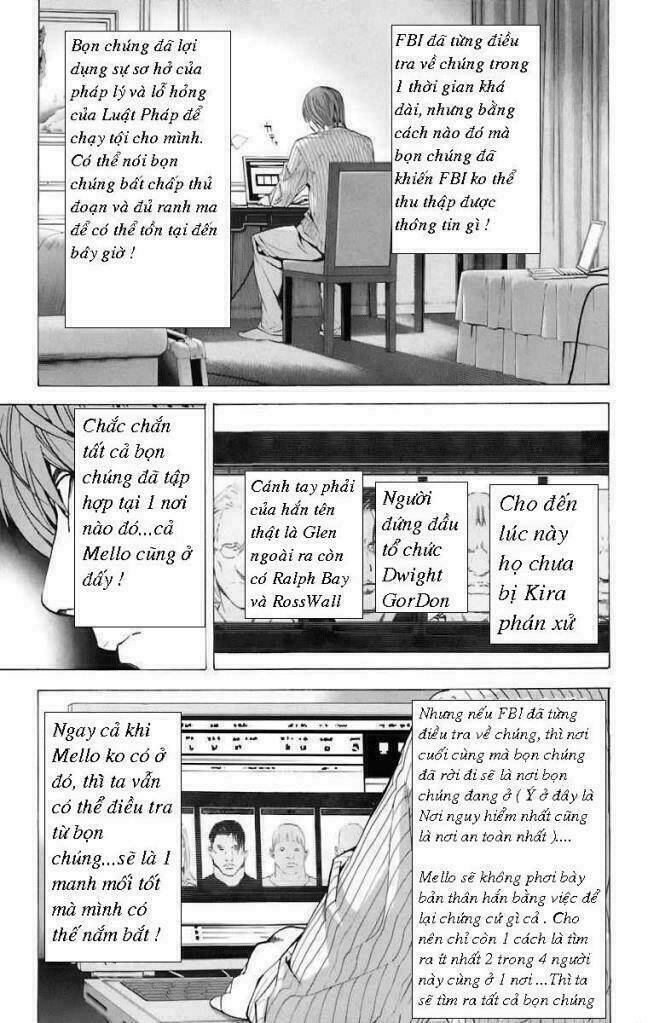 FBI đã từng điều
tra về chúng trong
1 thời gian khá
dài, nhưng bằng
cách nào đó mà
bọn chúng đã
khiến FBI ko thể
thu thập được
thông tin gì !
Bọn chúng đã lợi
dụng sự sơ hở của
pháp lý và lỗ hỏng
của Luật Pháp để
chạy tội cho mình.
Có thể nói bọn
chúng bất chấp thủ
đoạn và đủ ranh ma
để có thể tồn tại đến
bây giờ !
Cho đến
lúc này
họ chưa
bị Kira
phán xử
Người
đứng đầu
tổ chức
Dwight
GorDon
Cánh tay phải
của hắn tên
thật là Glen
ngoài ra còn
có Ralph Bay
và RossWall
Chắc chắn
tất cả bọn
chúng đã tập
hợp tại 1 nơi
nào đó...cả
Mello cũng ở
đấy !
Nhưng nếu FBI đã từng
điều tra về chúng, thì nơi
cuối cùng mà bọn chúng
đã rời đi sẽ là nơi bọn
chúng đang ở ( Ý ở đây là
Nơi nguy hiểm nhất cũng
là nơi an toàn nhất )....
Mello sẽ không phơi bày
bản thân hắn bằng việc để
lại chứng cứ gì cả . Cho
nên chỉ còn 1 cách là tìm
ra ít nhất 2 trong 4 người
này cùng ở 1 nơi ...Thì ta
sẽ tìm ra tất cả bọn chúng
Ngay cả khi
Mello ko có ở
đó, thì ta vẫn
có thể điều tra
từ bọn
chúng...sẽ là 1
manh mối tốt
mà mình có
thế nắm bắt !